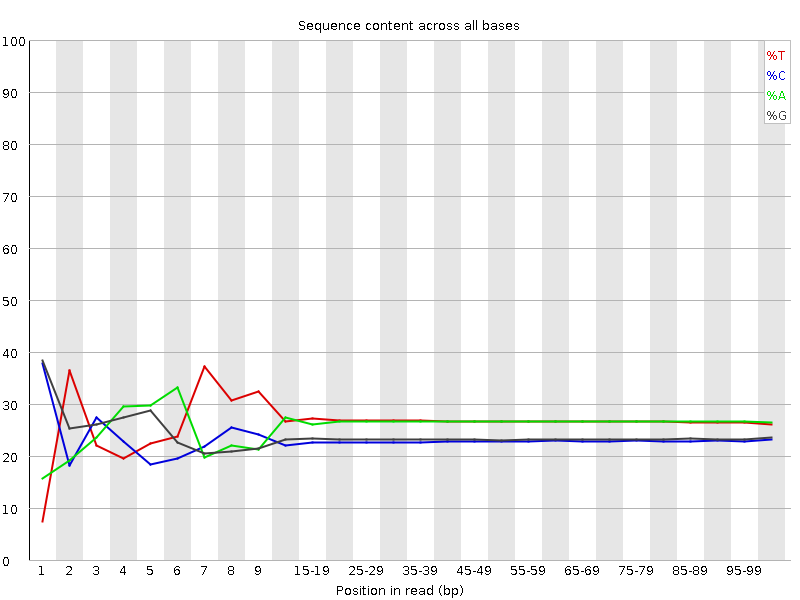 Sequence content across all bases
100
90
80
70
60
50
40
30
20
10
0
%T
%C
%A
%G
1 2 3 4 5 6 7 8 9 15-19 25-29 35-39 45-49 55-59 65-69 75-79 85-89 95-99
Position in read (bp)